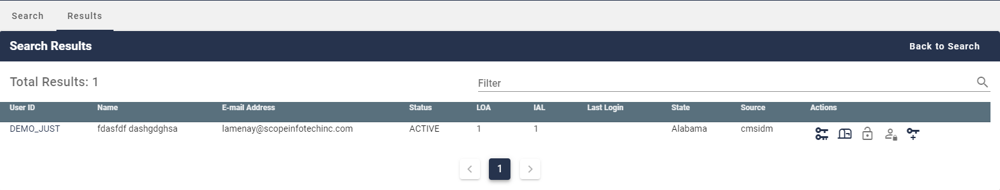 Search Results
Search Results Back to Search
Total Results: 1 Filter
User ID Name E-mail Address Status LOA IAL Last Login State Source Actions
DEMO_JUST fdasfdf dashgdghsa lamenay@scopeinfotechinc.com ACTIVE 1 1 Alabama cmsidm
1